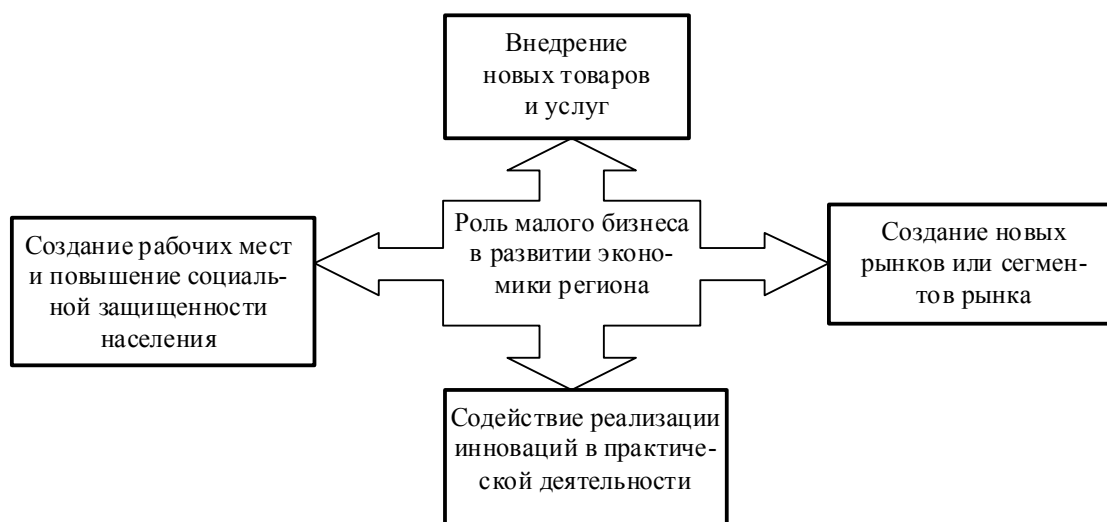 Внедрение
новых товаров
и услуг
Создание рабочих мест
и повышение социаль-
ной защищенности
населения
Роль малого бизнеса
в развитии эконо-
мики региона
Создание новых
рынков или сегмен-
тов рынка
Содействие реализации
инноваций в практиче-
ской деятельности